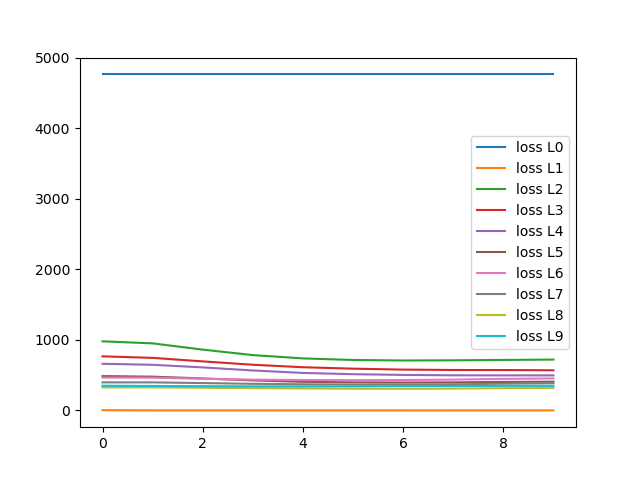 5000
4000
3000
2000
1000
0
0 2 4 6 8
loss L0
loss L1
loss L2
loss L3
loss L4
loss L5
loss L6
loss L7
loss L8
loss L9